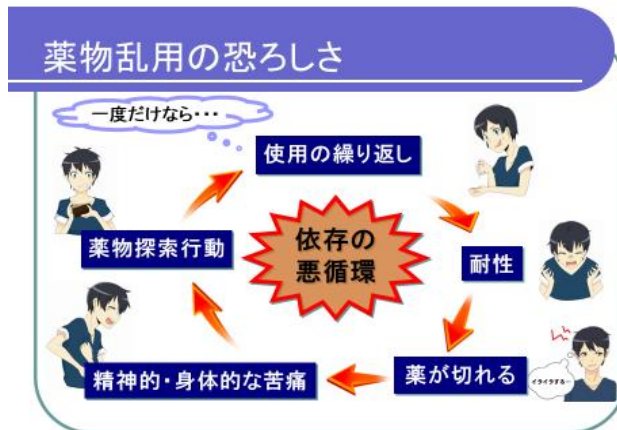 薬物乱用の恐ろしさ
一度だけなら・・・
使用の繰り返し
薬物探索行動
依存の
悪循環
耐性
精神的・身体的な苦痛
薬が切れる
イライラする…